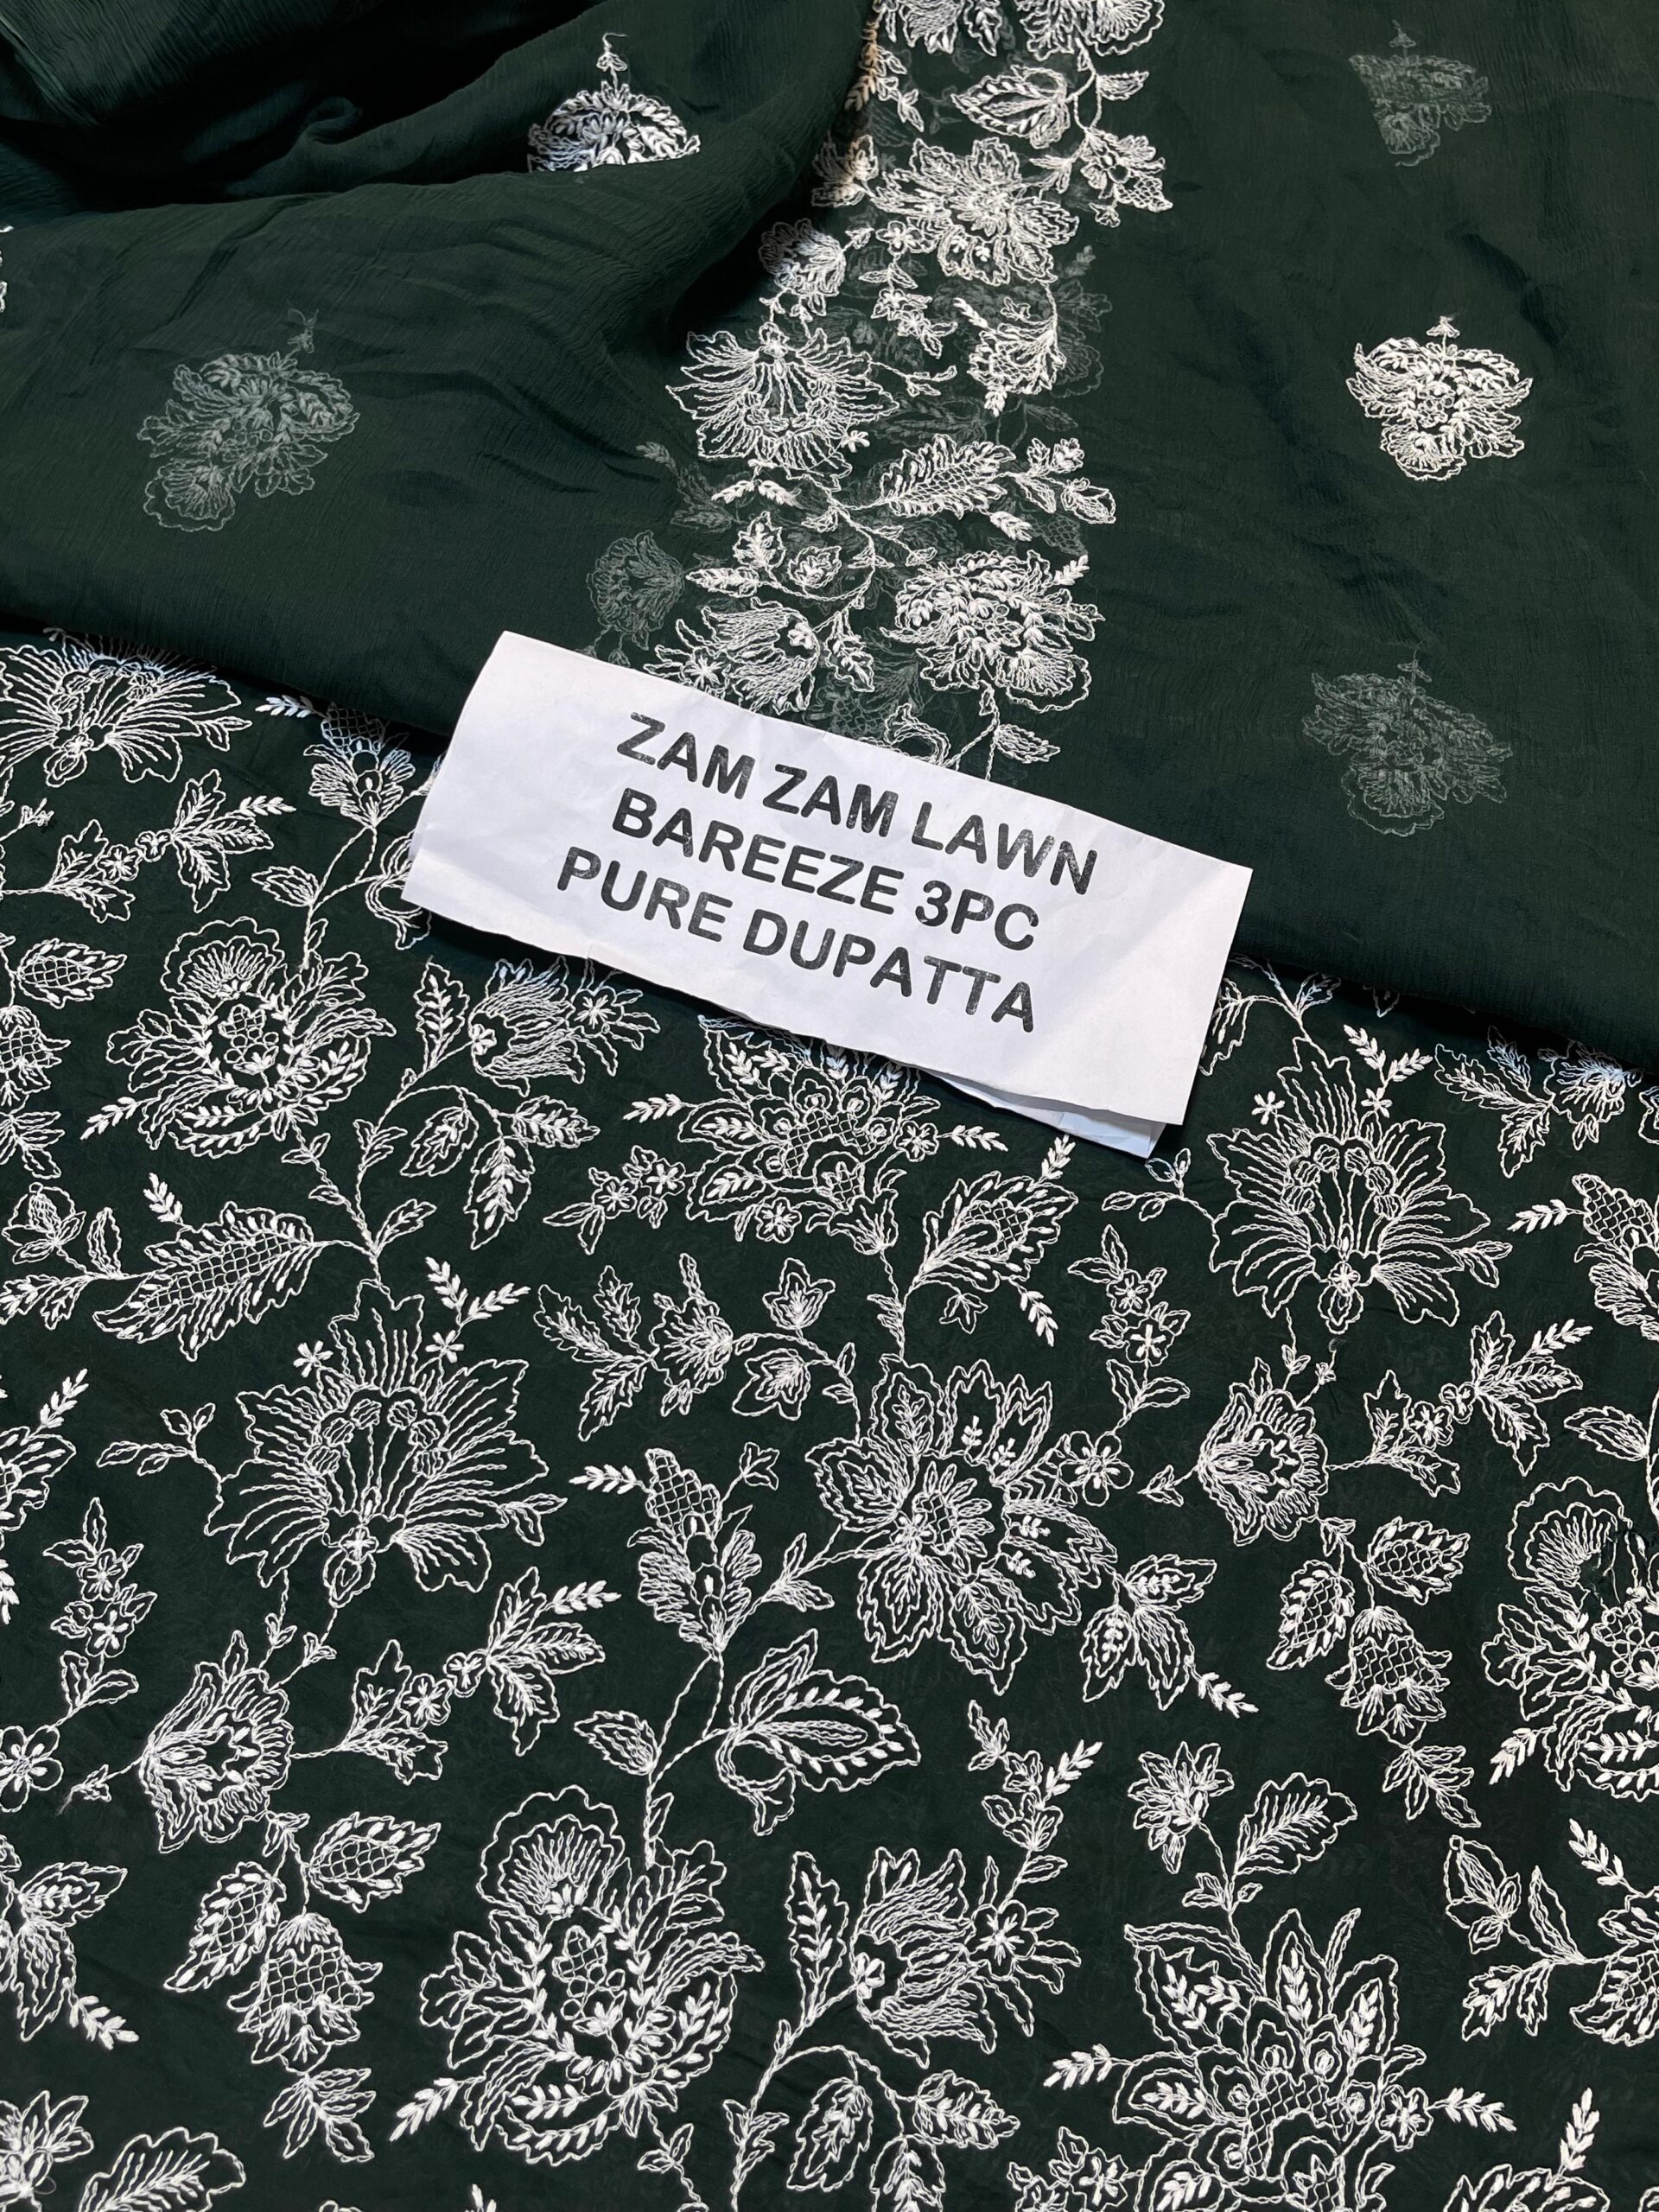 ZAM ZAM LAWN
BAREEZE 3PC
PURE DUPATTA